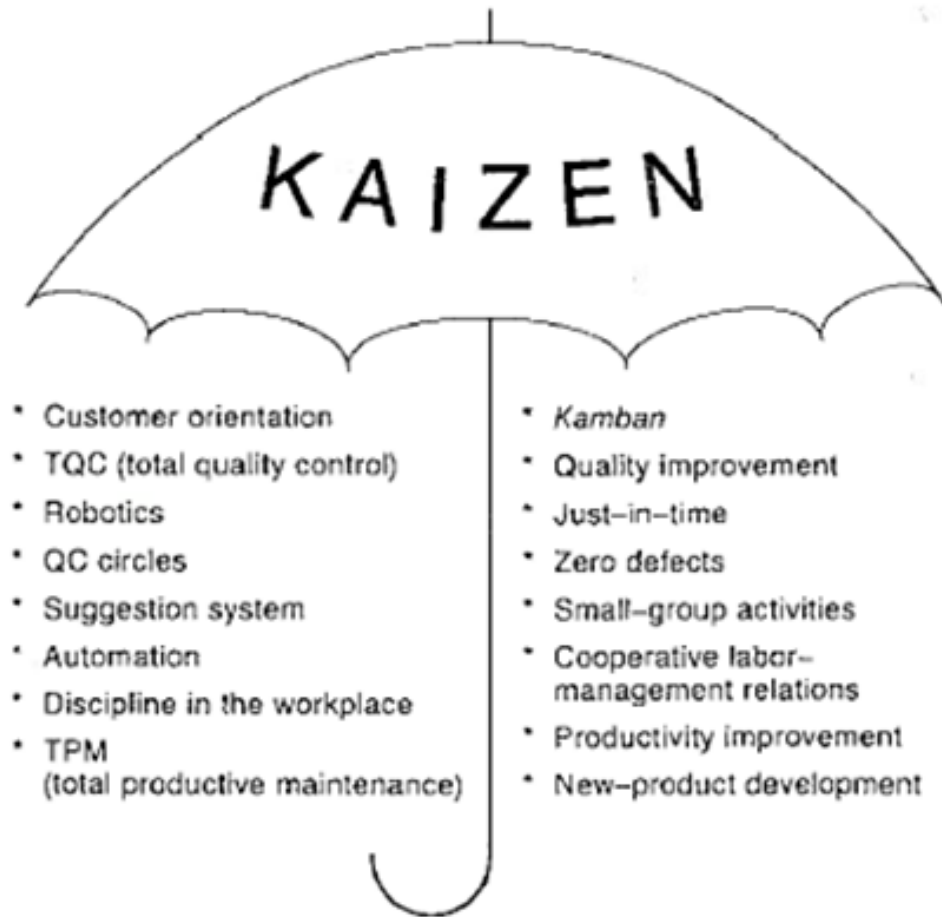 KAIZEN
* Customer orientation
* TQC (total quality control)
* Robotics
* QC circles
* Suggestion system
* Automation
* Discipline in the workplace
* TPM
(total productive maintenance)
* Kamban
* Quality improvement
* Just-in-time
* Zero defects
* Small-group activities
* Cooperative labor-
management relations
* Productivity improvement
* New-product development